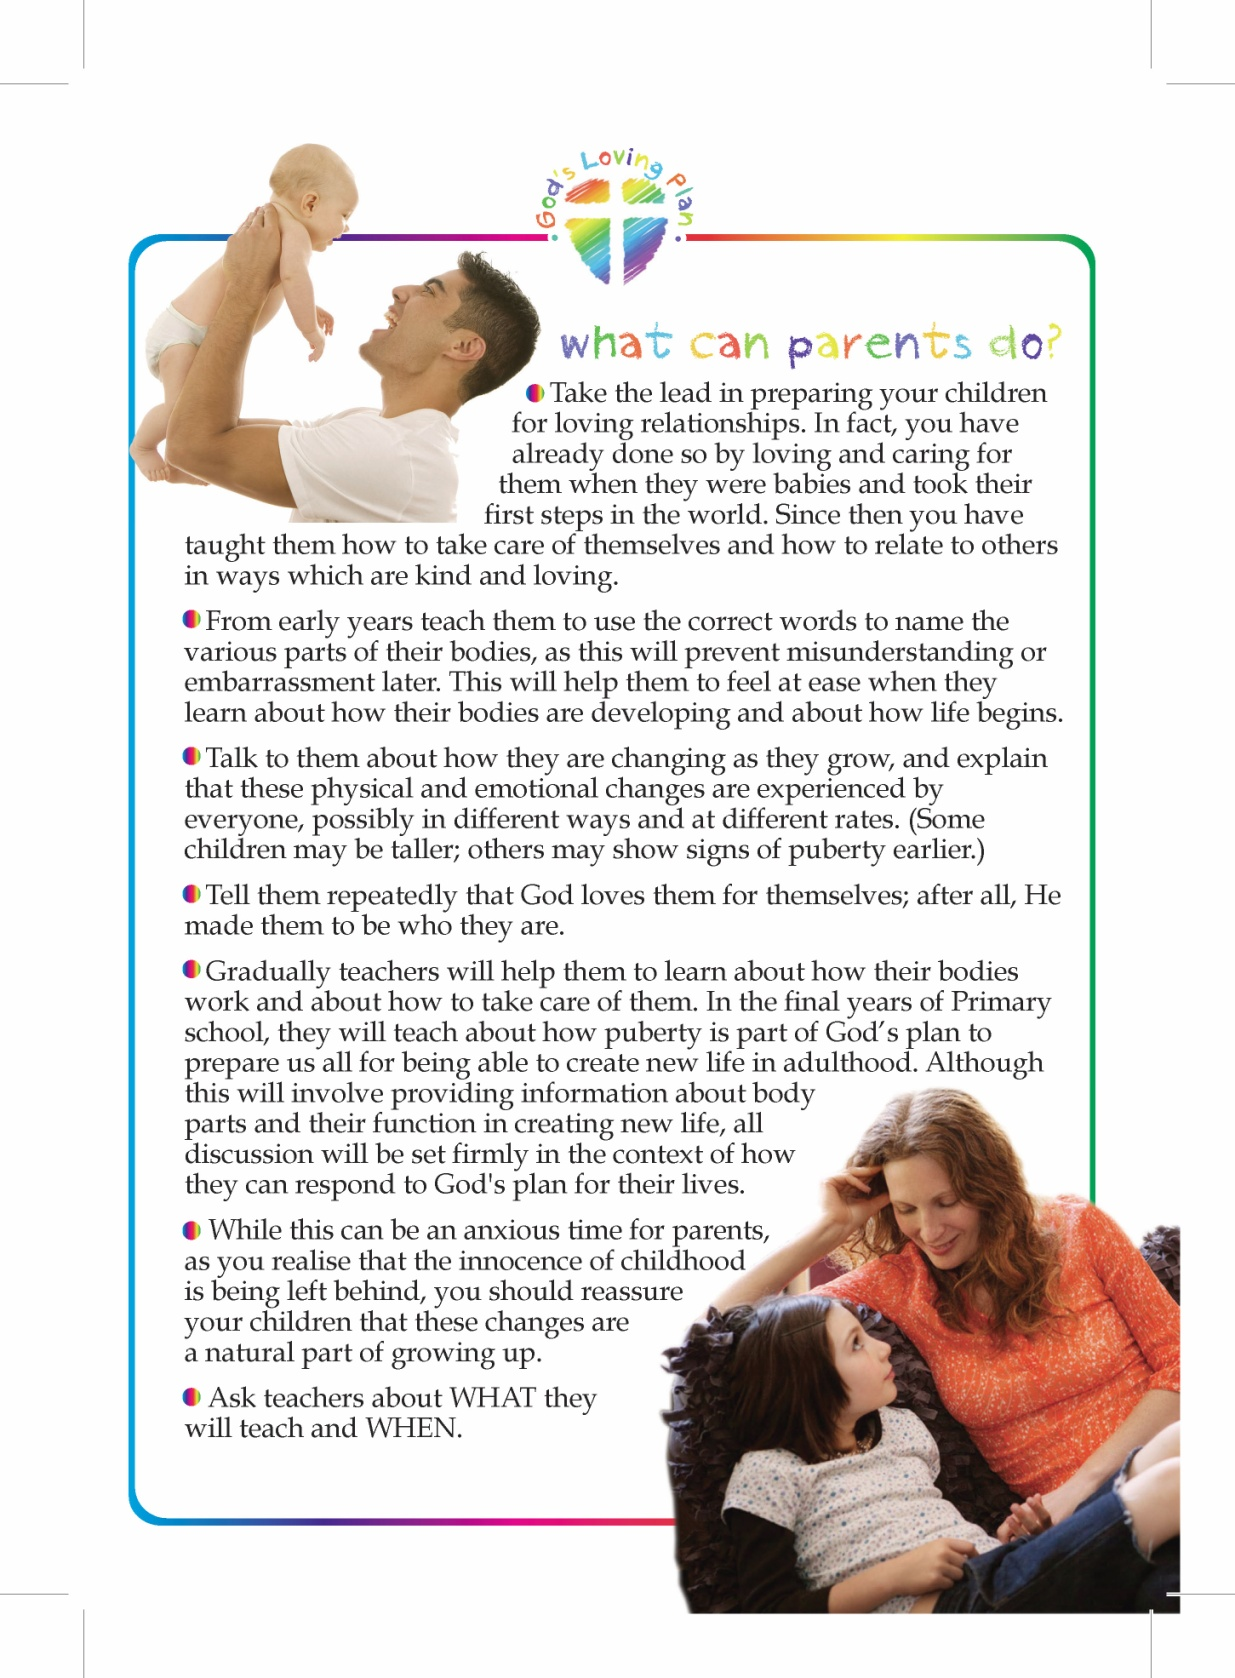 God's Loving Plan
what can parents do?
Take the lead in preparing your children
for loving relationships. In fact, you have
already done so by loving and caring for
them when they were babies and took their
first steps in the world. Since then you have
taught them how to take care of themselves and how to relate to others
in ways which are kind and loving.
From early years teach them to use the correct words to name the
various parts of their bodies, as this will prevent misunderstanding or
embarrassment later. This will help them to feel at ease when they
learn about how their bodies are developing and about how life begins.
Talk to them about how they are changing as they grow, and explain
that these physical and emotional changes are experienced by
everyone, possibly in different ways and at different rates. (Some
children may be taller; others may show signs of puberty earlier.)
Tell them repeatedly that God loves them for themselves; after all, He
made them to be who they are.
Gradually teachers will help them to learn about how their bodies
work and about how to take care of them. In the final years of Primary
school, they will teach about how puberty is part of God’s plan to
prepare us all for being able to create new life in adulthood. Although
this will involve providing information about body
parts and their function in creating new life, all
discussion will be set firmly in the context of how
they can respond to God's plan for their lives.
While this can be an anxious time for parents,
as you realise that the innocence of childhood
is being left behind, you should reassure
your children that these changes are
a natural part of growing up.
Ask teachers about WHAT they
will teach and WHEN.